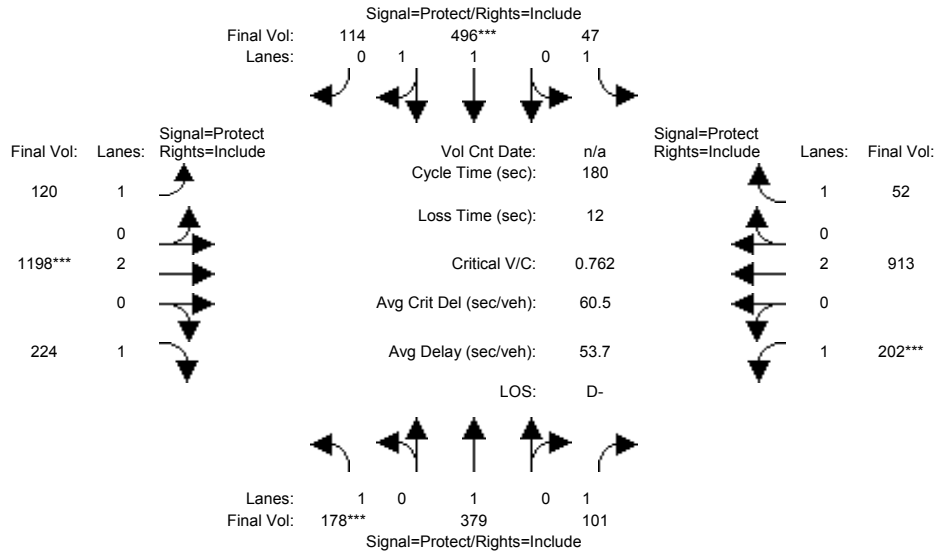 Signal=Protect/Rights=Include
Final Vol: 114 496*** 47
Lanes: 0 1 1 0 1
Signal=Protect
Final Vol: Lanes: Rights=Include
Vol Cnt Date: n/a
Signal=Protect
Rights=Include Lanes: Final Vol:
Cycle Time (sec): 180
120 1
1 52
Loss Time (sec): 12
0
0
1198*** 2
Critical V/C: 0.762
2 913
0
Avg Crit Del (sec/veh): 60.5
0
224 1
Avg Delay (sec/veh): 53.7
1 202***
LOS: D-
Lanes: 1 0 1 0 1
Final Vol: 178*** 379 101
Signal=Protect/Rights=Include